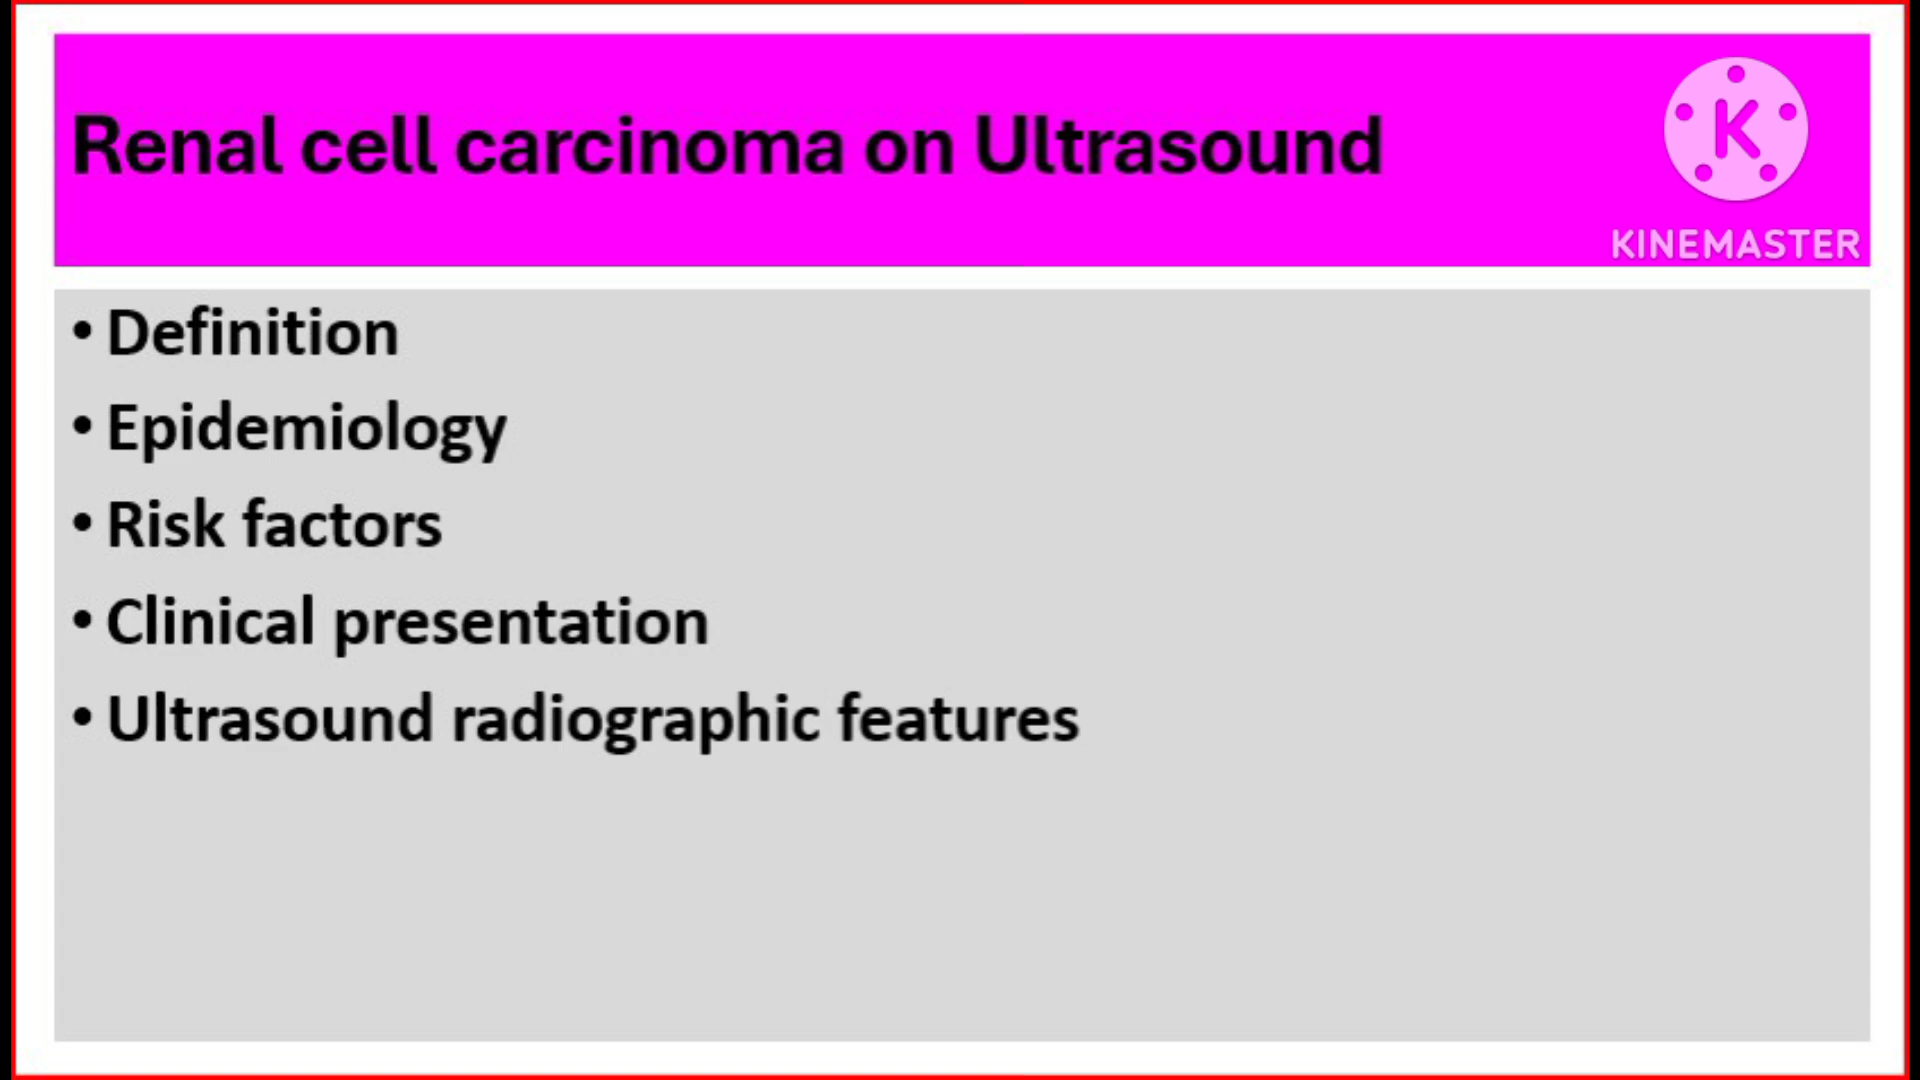 Renal cell carcinoma on Ultrasound
K
KINEMASTER
• Definition
• Epidemiology
• Risk factors
• Clinical presentation
• Ultrasound radiographic features